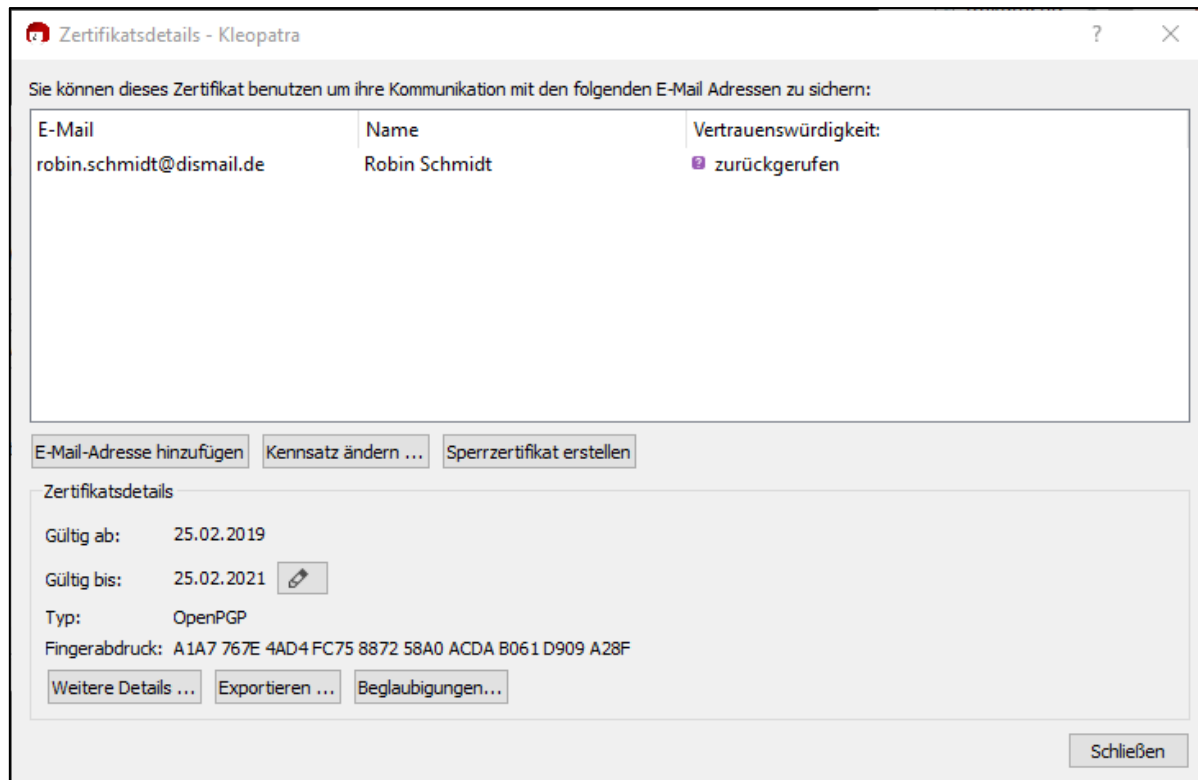 Zertifikatsdetails - Kleopatra ?
Sie können dieses Zertifikat benutzen um ihre Kommunikation mit den folgenden E-Mail Adressen zu sichern:
E-Mail Name Vertrauenswürdigkeit:
robin.schmidt@dismail.de Robin Schmidt zurückgerufen
E-Mail-Adresse hinzufügen Kennsatz ändern ... Sperrzertifikat erstellen
Zertifikatsdetails
Gültig ab: 25.02.2019
Gültig bis: 25.02.2021
Typ: OpenPGP
Fingerabdruck: A1A7 767E 4AD4 FC75 8872 58A0 ACDA B061 D909 A28F
Weitere Details ... Exportieren ... Beglaubigungen...
Schließen